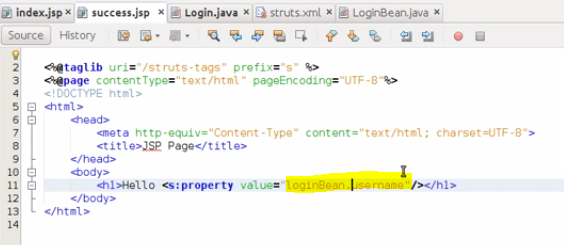 index.jsp success.jsp Login.java struts.xml LoginBean.java
Source History
2 <%@taglib uri="/struts-tags" prefix="s" %>
3 <%@page contentType="text/html" pageEncoding="UTF-8"%>
4 <!DOCTYPE html>
5 <html>
6 <head>
7 <meta http-equiv="Content-Type" content="text/html; charset=UTF-8">
8 <title>JSP Page</title>
9 </head>
10 <body>
11 <h1>Hello <s:property value="loginBean.username"/></h1>
12 </body>
13 </html>
14